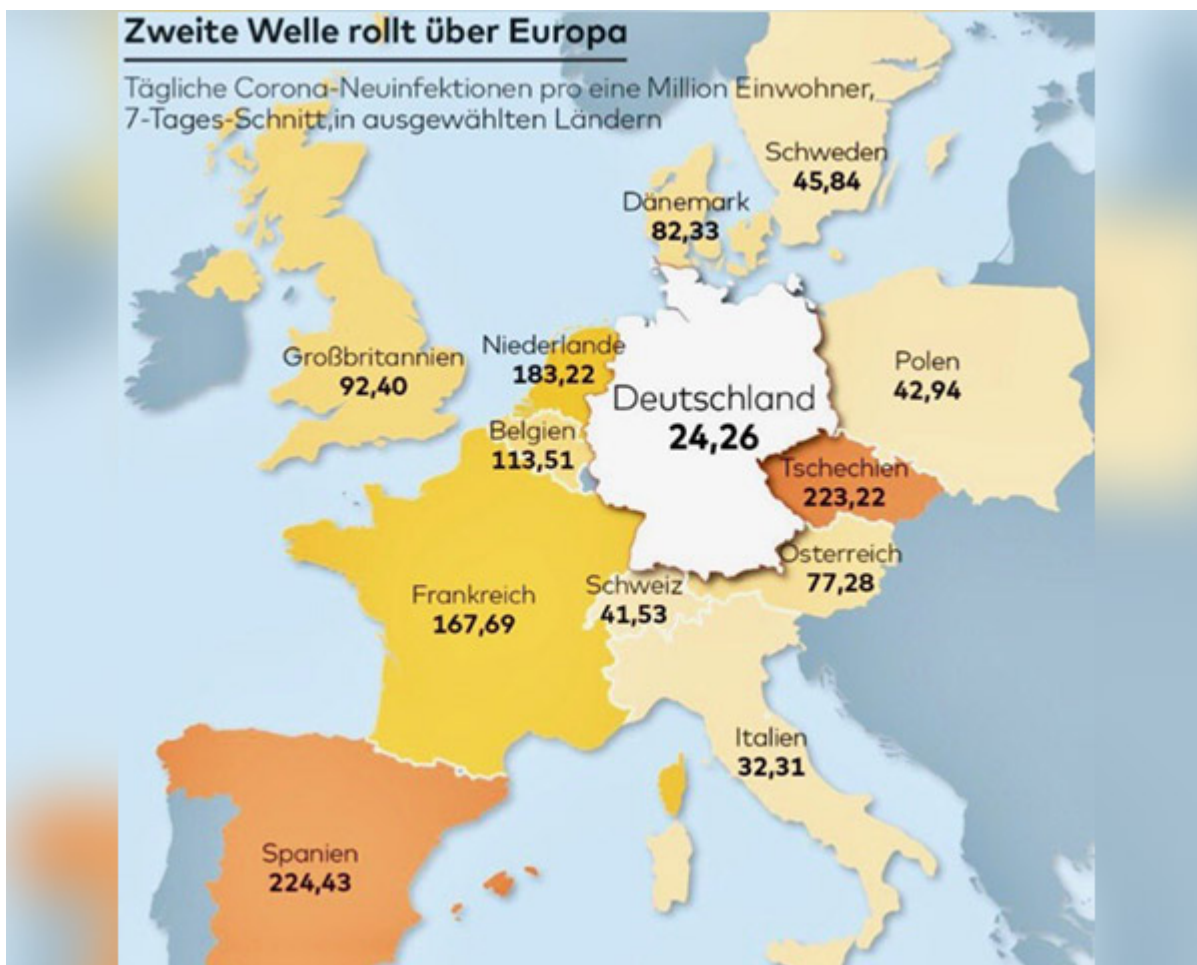 Zweite Welle rollt über Europa
Tägliche Corona-Neuinfektionen pro eine Million Einwohner,
7-Tages-Schnitt,in ausgewählten Ländern
Schweden
45,84
Dänemark
82,33
Großbritannien
92,40
Niederlande
183,22
Polen
42,94
Deutschland
24,26
Belgien
113,51
Tschechien
223,22
Österreich
77,28
Schweiz
41,53
Frankreich
167,69
Italien
32,31
Spanien
224,43